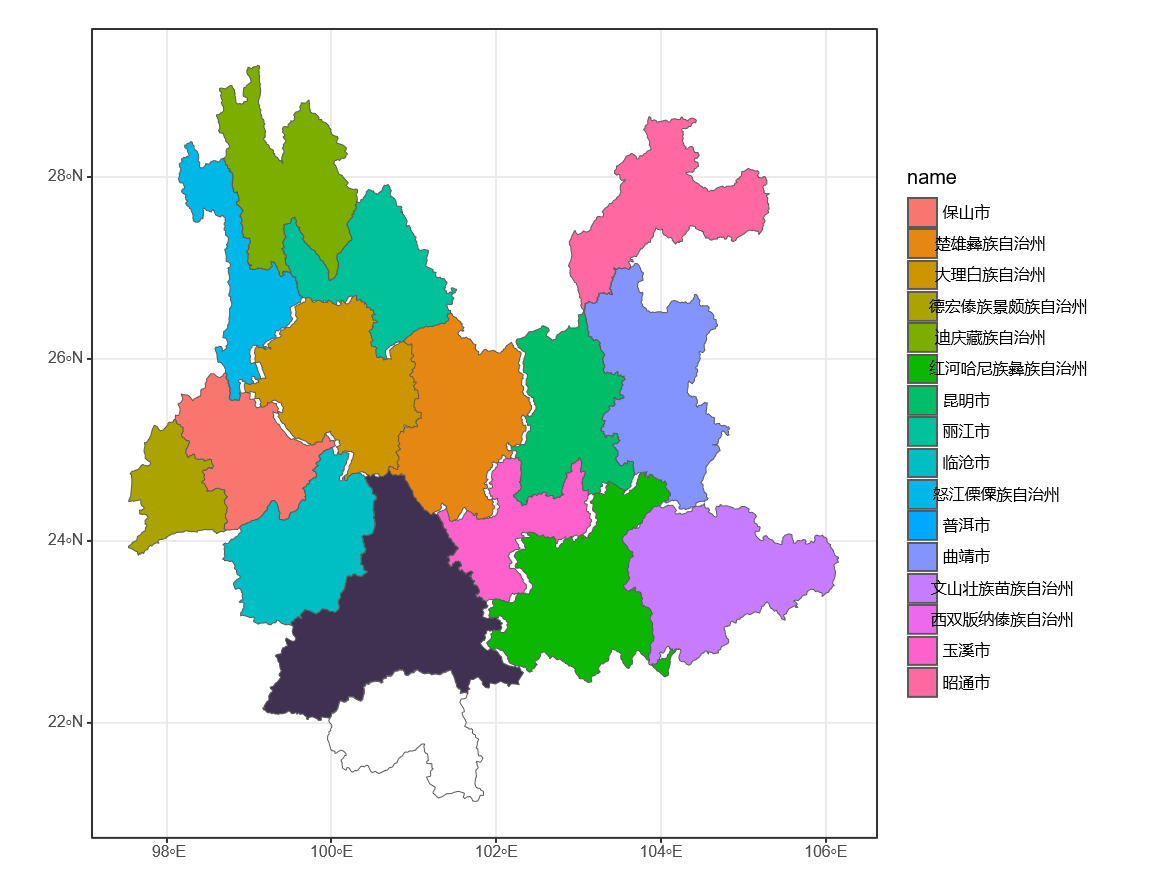 28°N
26°N
24°N
22°N
98°E
100°E
102°E
104°E
106°E
name
保山市
楚雄彝族自治州
大理白族自治州
德宏傣族景颇族自治州
迪庆藏族自治州
红河哈尼族彝族自治州
昆明市
丽江市
临沧市
怒江傈僳族自治州
普洱市
曲靖市
文山壮族苗族自治州
西双版纳傣族自治州
玉溪市
昭通市